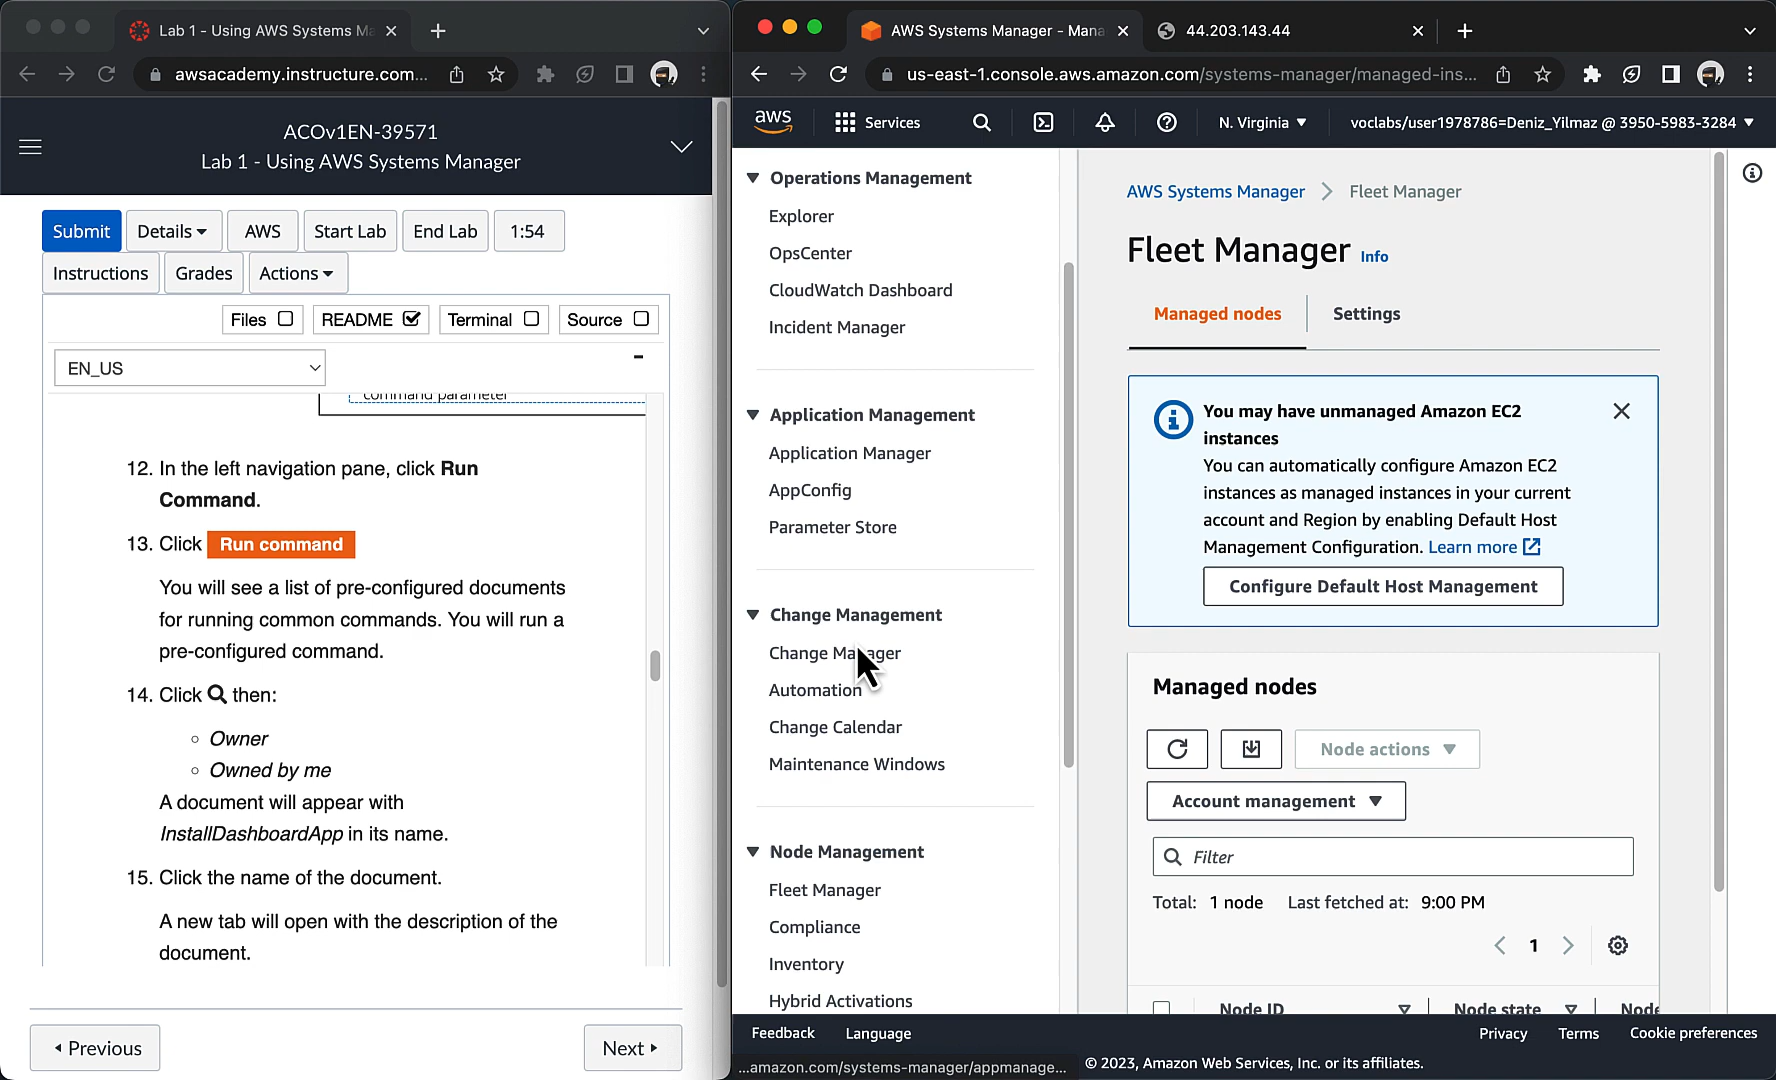 Lab 1 - Using AWS Systems Ma
awsacademy.instructure.com...
ACOv1EN-39571
Lab 1 - Using AWS Systems Manager
Submit
Details
AWS
Start Lab
End Lab
1:54
Instructions
Grades
Actions
Files
README
Terminal
Source
EN_US
command parameter
12. In the left navigation pane, click Run
Command.
13. Click Run command
You will see a list of pre-configured documents
for running common commands. You will run a
pre-configured command.
14. Click then:
Owner
Owned by me
A document will appear with
InstallDashboardApp in its name.
15. Click the name of the document.
A new tab will open with the description of the
document.
Previous
Next
AWS Systems Manager - Mana
44.203.143.44
us-east-1.console.aws.amazon.com/systems-manager/managed-ins...
aws
Services
N. Virginia
voclabs/user1978786=Deniz_Yilmaz @ 3950-5983-3284
Operations Management
Explorer
OpsCenter
CloudWatch Dashboard
Incident Manager
Application Management
Application Manager
AppConfig
Parameter Store
Change Management
Change Manager
Automation
Change Calendar
Maintenance Windows
Node Management
Fleet Manager
Compliance
Inventory
Hybrid Activations
AWS Systems Manager
Fleet Manager
Fleet Manager Info
Managed nodes
Settings
You may have unmanaged Amazon EC2
instances
You can automatically configure Amazon EC2
instances as managed instances in your current
account and Region by enabling Default Host
Management Configuration. Learn more
Configure Default Host Management
Managed nodes
Node actions
Account management
Filter
Total: 1 node Last fetched at: 9:00 PM
1
Node ID
Node state
Node
Feedback
Language
Privacy
Terms
Cookie preferences
...amazon.com/systems-manager/appmanage...
© 2023, Amazon Web Services, Inc. or its affiliates.